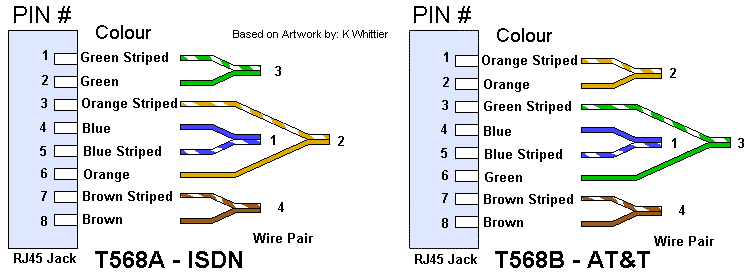 PIN #
Colour
Based on Artwork by: K Whittier
1 Green Striped
2 Green
3
3 Orange Striped
4 Blue
1
2
5 Blue Striped
6 Orange
7 Brown Striped
4
8 Brown
Wire Pair
RJ45 Jack
T568A - ISDN
PIN #
Colour
1 Orange Striped
2
2 Orange
3 Green Striped
4 Blue
1
3
5 Blue Striped
6 Green
7 Brown Striped
4
8 Brown
Wire Pair
RJ45 Jack
T568B - AT&T